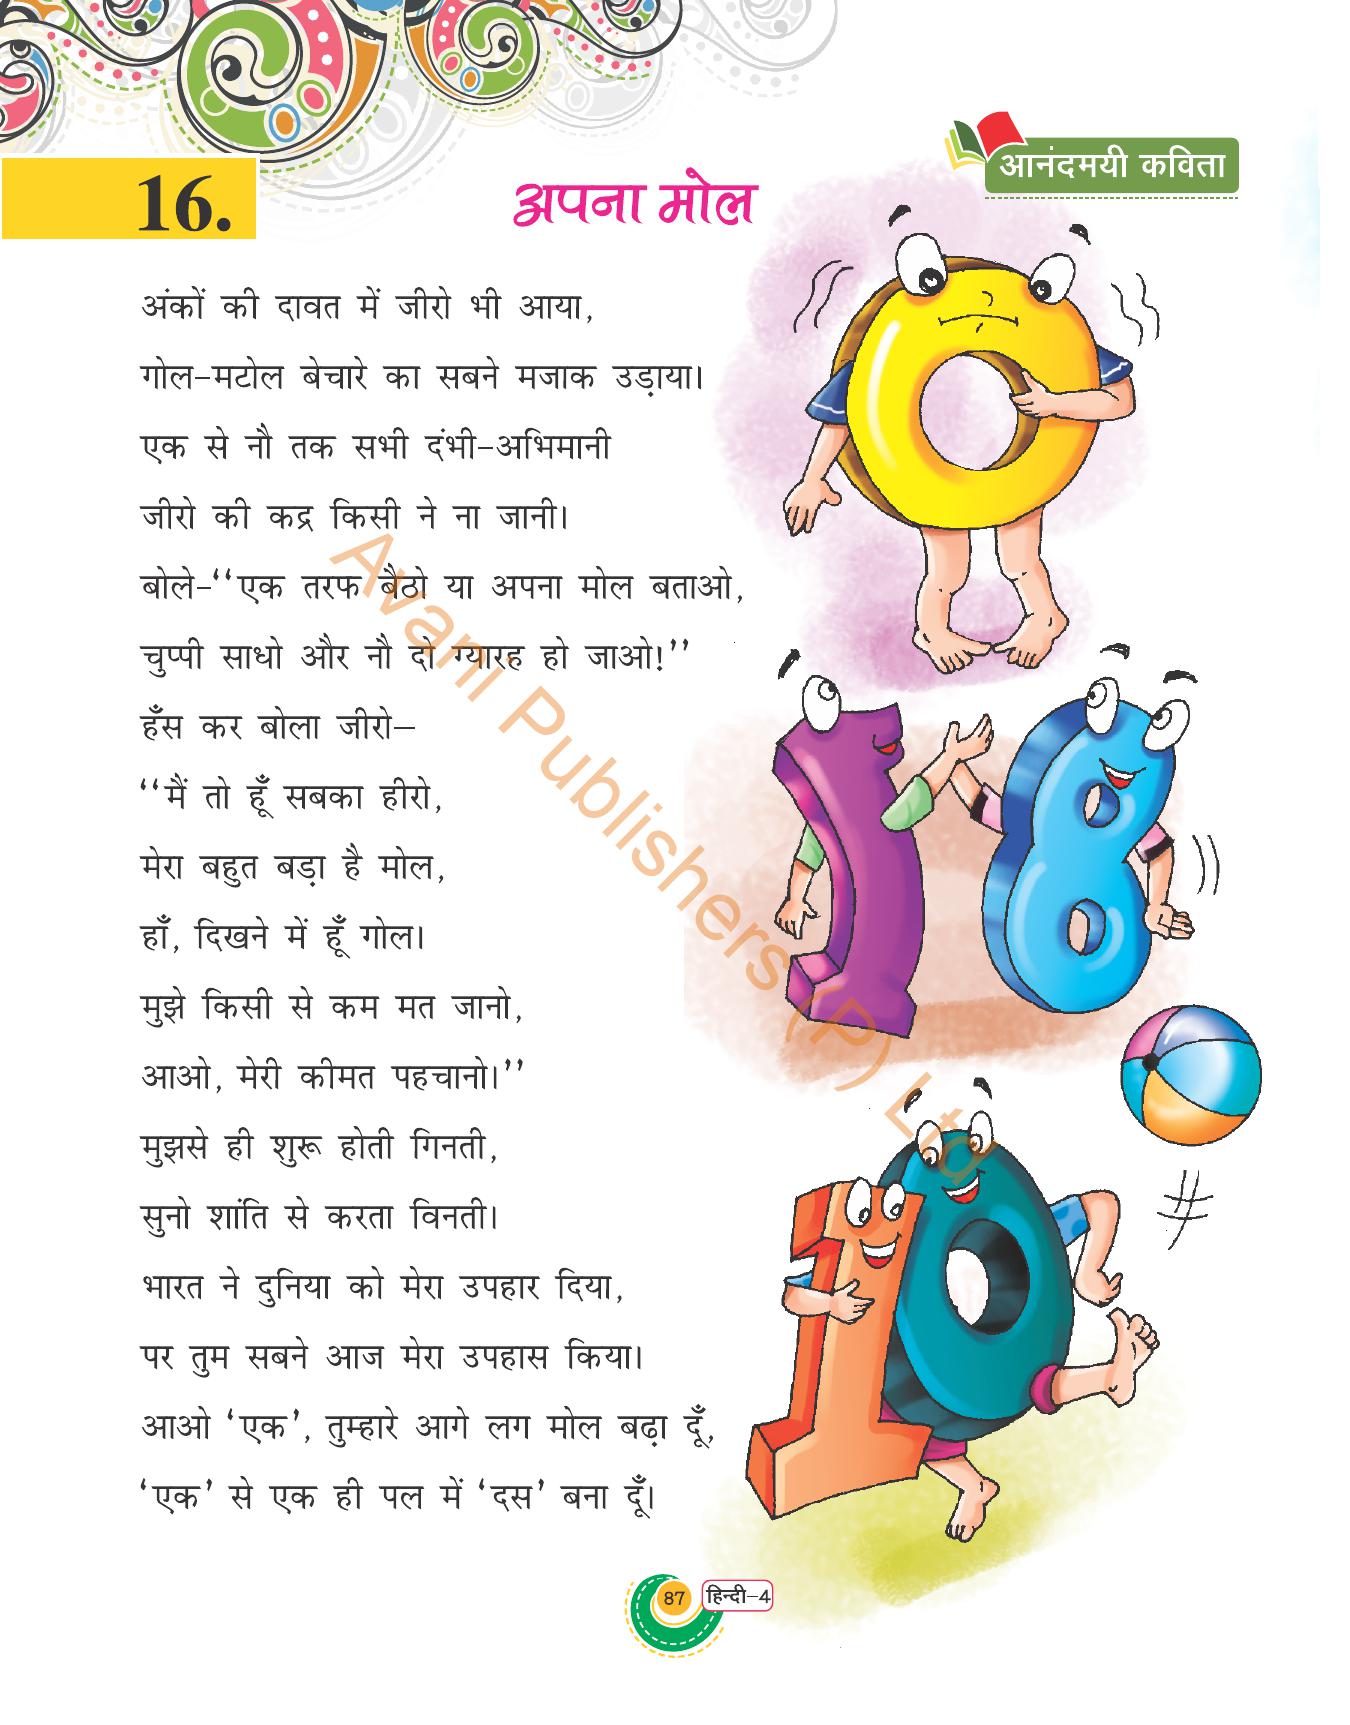 आनंदमयी कविता
16.
अपना मोल
अंकों की दावत में जीरो भी आया,
गोल-मटोल बेचारे का सबने मजाक उड़ाया।
एक से नौ तक सभी दंभी-अभिमानी
जीरो की कद्र किसी ने ना जानी।
बोले-‘‘एक तरफ बैठो या अपना मोल बताओ,
चुप्पी साधो और नौ दो ग्यारह हो जाओ!’’
हँस कर बोला जीरो–
‘‘मैं तो हूँ सबका हीरो,
मेरा बहुत बड़ा है मोल,
हाँ, दिखने में हूँ गोल।
मुझे किसी से कम मत जानो,
आओ, मेरी कीमत पहचानो।’’
मुझसे ही शुरू होती गिनती,
सुनो शांति से करता विनती।
भारत ने दुनिया को मेरा उपहार दिया,
पर तुम सबने आज मेरा उपहास किया।
आओ ‘एक’, तुम्हारे आगे लग मोल बढ़ा दूँ,
‘एक’ से एक ही पल में ‘दस’ बना दूँ।
Avani Publishers (P) Ltd
87 हिन्दी–4